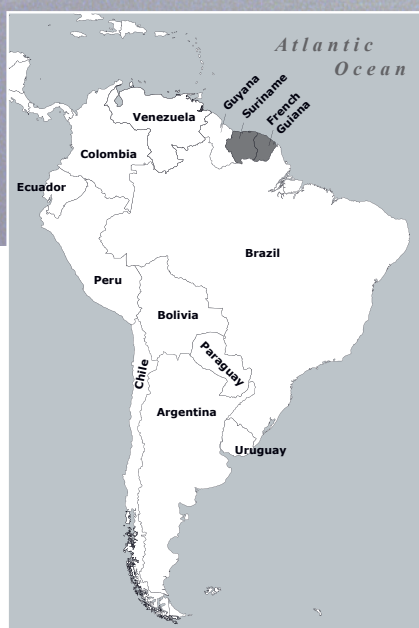 Atlantic
Ocean
Guyana
Suriname
French
Guiana
Venezuela
Colombia
Ecuador
Brazil
Peru
Bolivia
Paraguay
Chile
Argentina
Uruguay